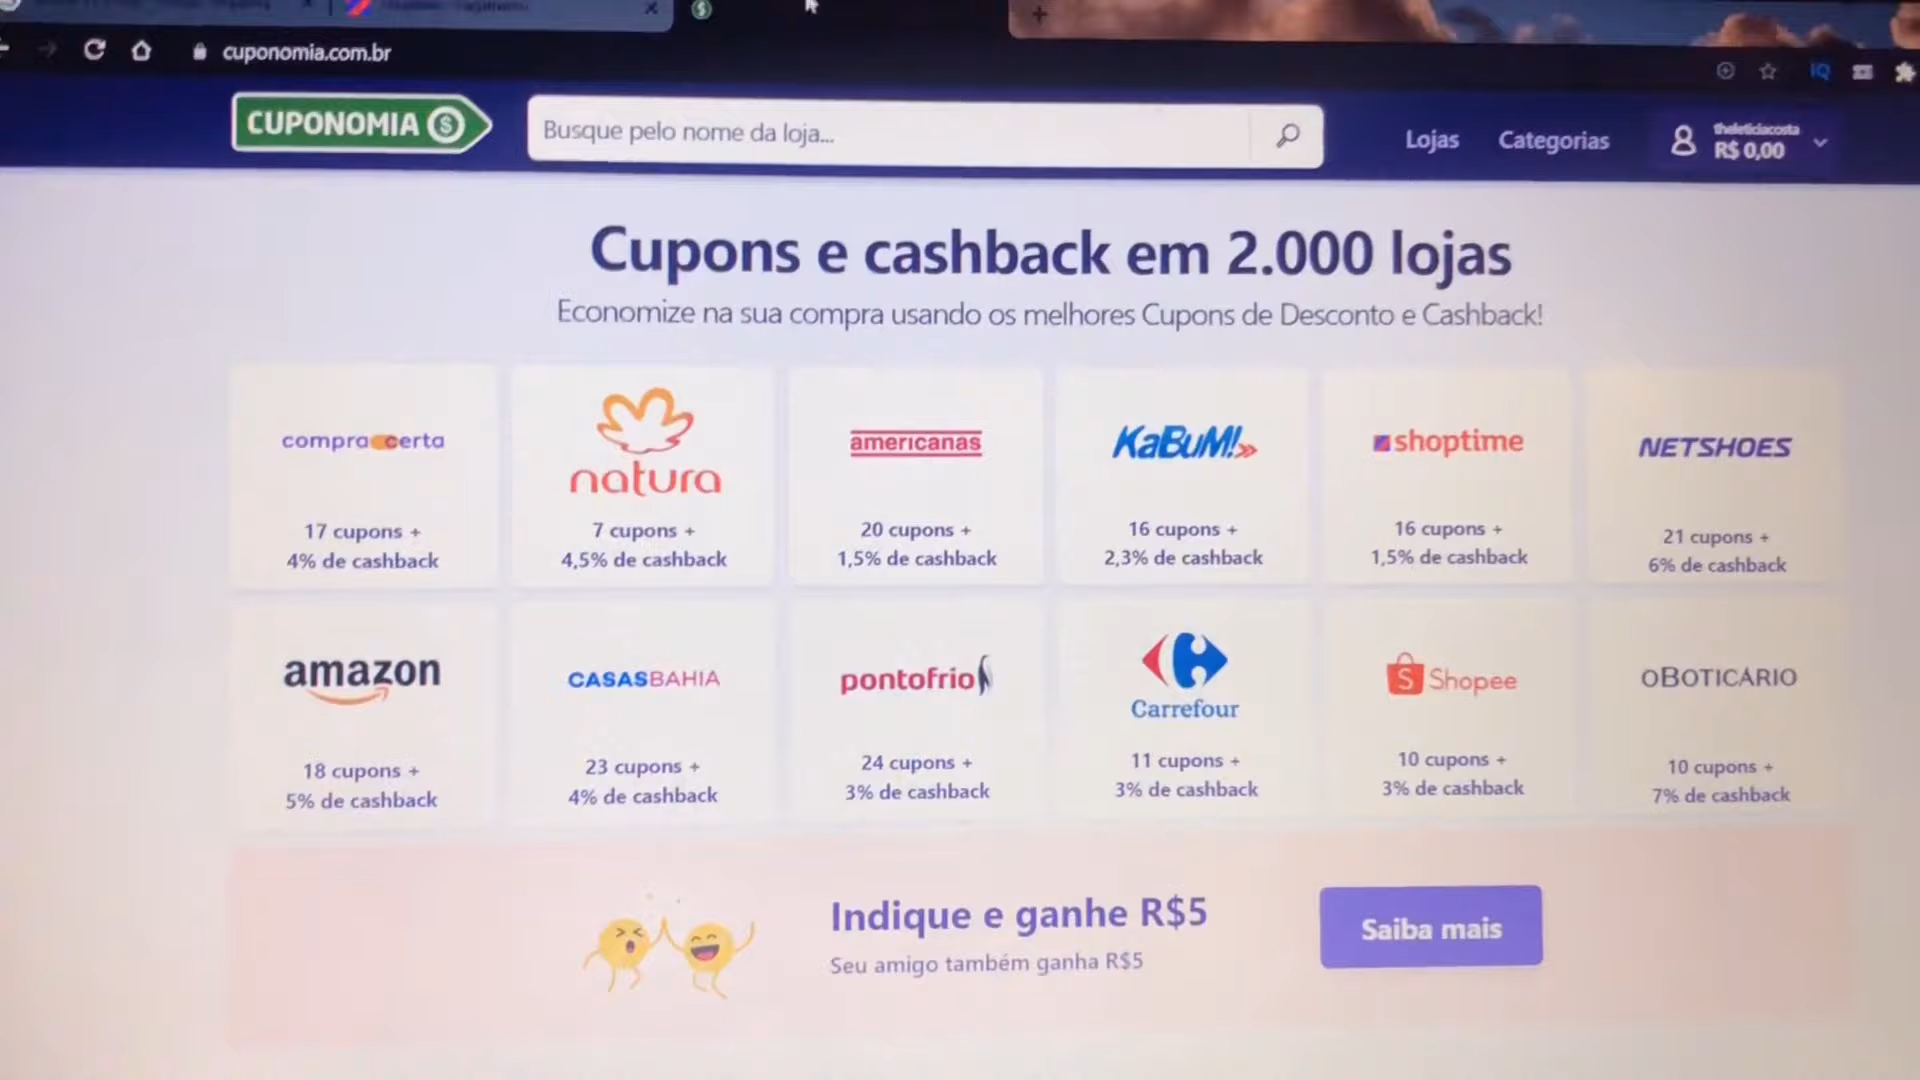 cuponomia.com.br
IQ
CUPONOMIA $
Busque pelo nome da loja...
Lojas
Categorias
theleticiacosta
R$ 0,00
Cupons e cashback em 2.000 lojas
Economize na sua compra usando os melhores Cupons de Desconto e Cashback!
compra certa
17 cupons +
4% de cashback
natura
7 cupons +
4,5% de cashback
americanas
20 cupons +
1,5% de cashback
KaBuM!
16 cupons +
2,3% de cashback
shoptime
16 cupons +
1,5% de cashback
NETSHOES
21 cupons +
6% de cashback
amazon
18 cupons +
5% de cashback
CASASBAHIA
23 cupons +
4% de cashback
pontofrio
24 cupons +
3% de cashback
Carrefour
11 cupons +
3% de cashback
S Shopee
10 cupons +
3% de cashback
oBOTICÁRIO
10 cupons +
7% de cashback
Indique e ganhe R$5
Seu amigo também ganha R$5
Saiba mais